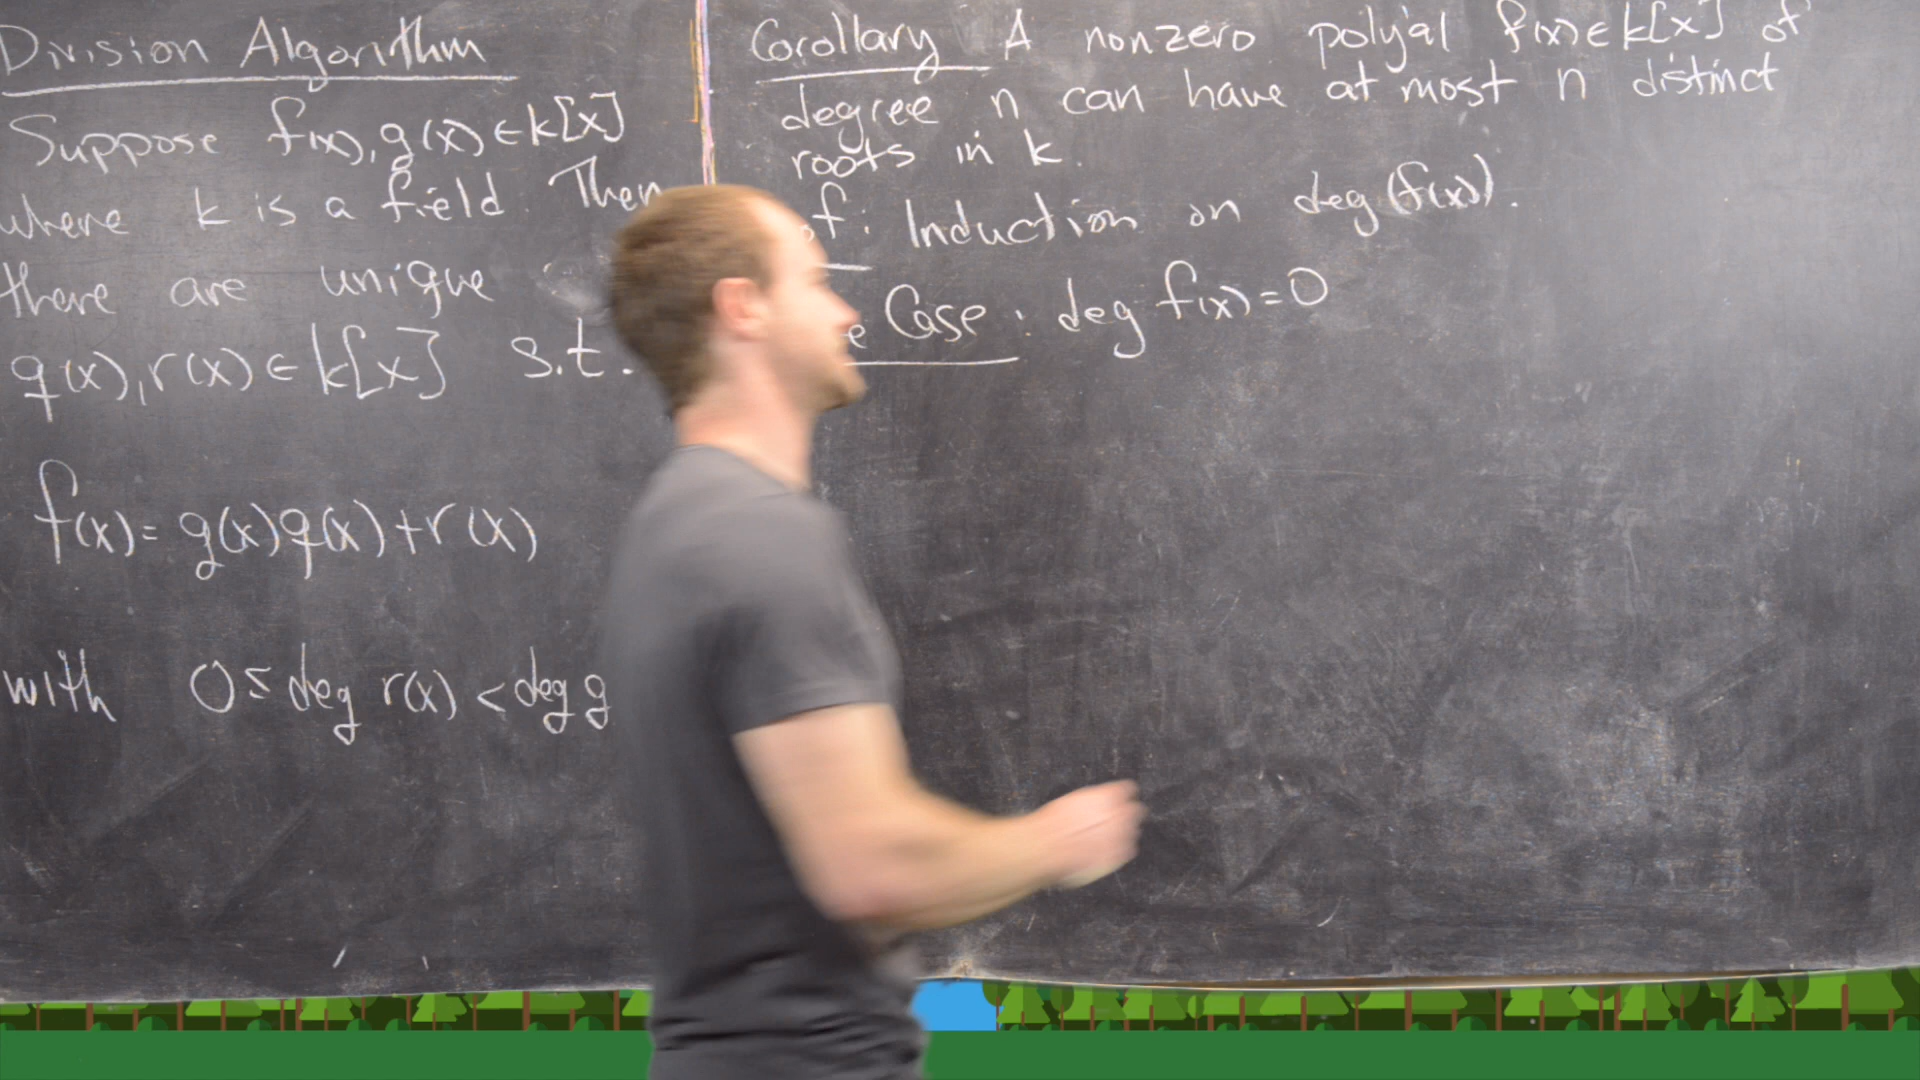 Division Algorithm
Suppose f(x), g(x) ∈ k[x]
where k is a field. Then
there are unique
q(x), r(x) ∈ k[x] s.t.
f(x) = g(x)q(x) + r(x)
with 0 ≤ deg r(x) < deg g
Corollary A nonzero poly'al f(x) ∈ k[x] of
degree n can have at most n distinct
roots in k.
: Induction on deg(f(x)).
Case : deg f(x) = 0